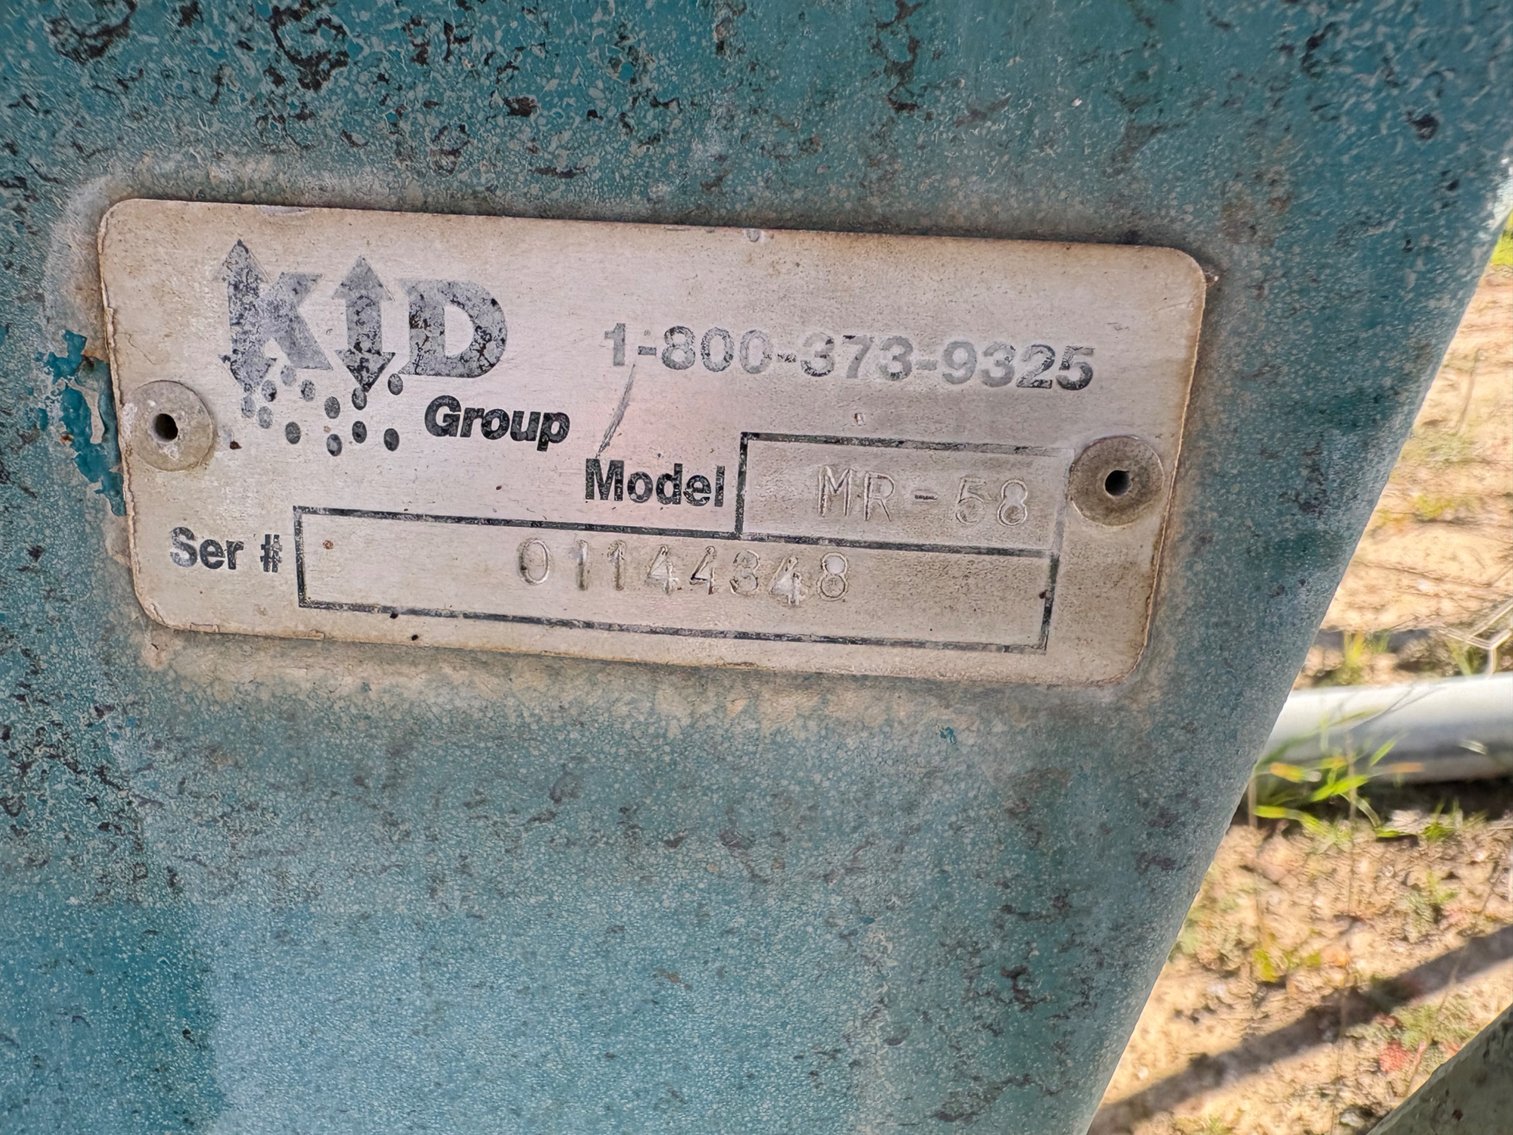 KID
Group
1-800-373-9325
Model MR-58
Ser # 01144348